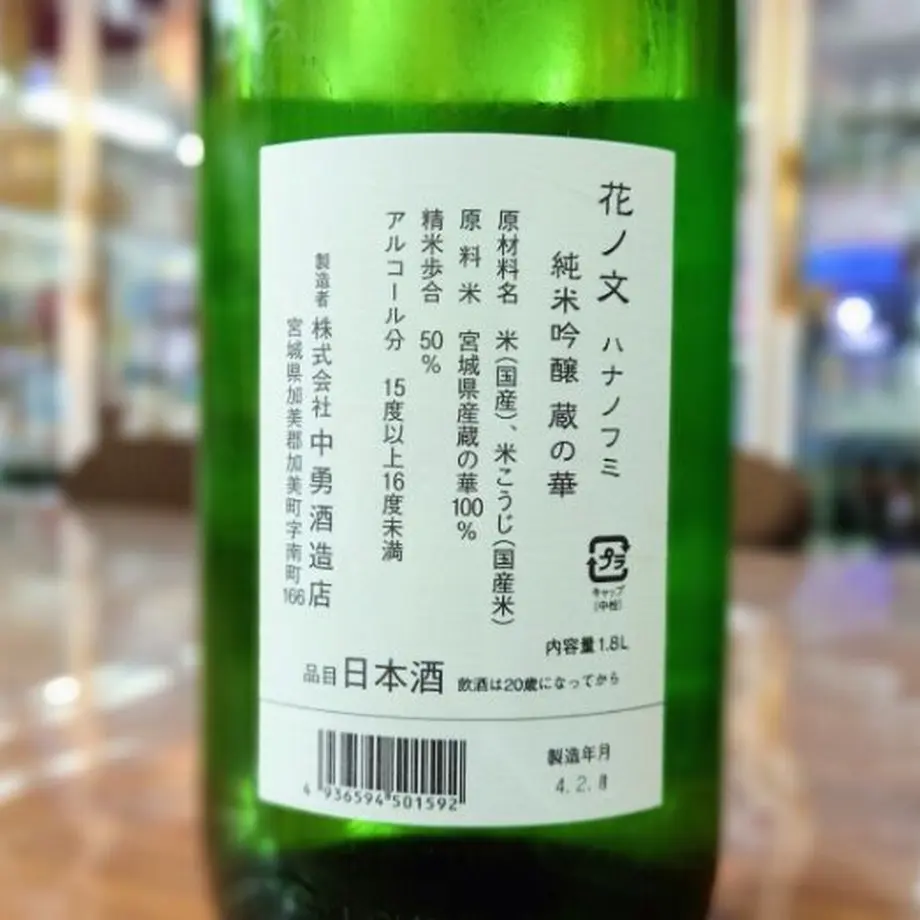 花ノ文 ハナノフミ
純米吟醸 蔵の華
原材料名 米(国産)、米こうじ(国産米)
原料米 宮城県産蔵の華100%
精米歩合 50%
アルコール分 15度以上16度未満
製造者 株式会社 中勇酒造店
宮城県加美郡加美町字南町166
プラ
キャップ
(中栓)
内容量1.8L
品目 日本酒 飲酒は20歳になってから
製造年月
4.2.
4 936594 501592